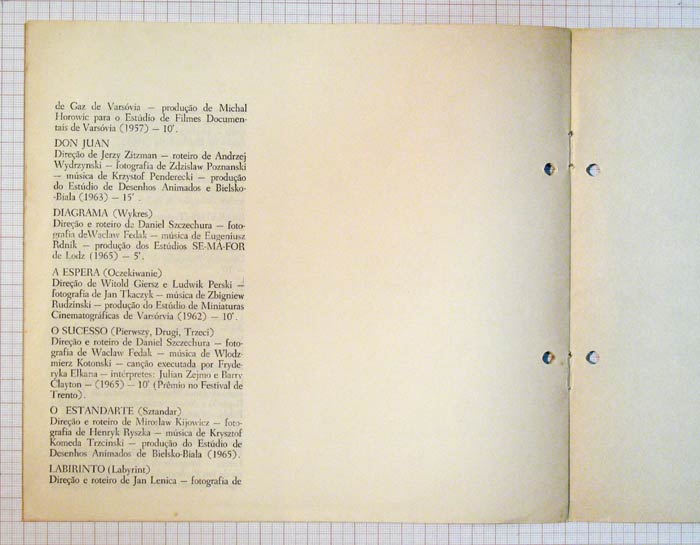 de Gaz de Varsóvia — produção de Michal
Horowic para o Estúdio de Filmes Documen-
tais de Varsóvia (1957) — 10'.
DON JUAN
Direção de Jerzy Zitzman — roteiro de Andrzej
Wydrzynski — fotografia de Zdzislaw Poznanski
— música de Krzystof Penderecki — produção
do Estúdio de Desenhos Animados e Bielsko-
-Biala (1963) — 15' .
DIAGRAMA (Wykres)
Direção e roteiro de Daniel Szczechura — foto-
grafia deWaclaw Fedak — música de Eugeniusz
Rdnik — produção dos Estúdios SE-MA-FOR
de Lodz (1965) — 5'.
A ESPERA (Oczekiwanie)
Direção de Witold Giersz e Ludwik Perski —
fotografia de Jan Tkaczyk — música de Zbigniew
Rudzinski — produção do Estúdio de Miniaturas
Cinematográficas de Varsórvia (1962) — 10'.
O SUCESSO (Pierwszy, Drugi, Trzeci)
Direção e roteiro de Daniel Szczechura — foto-
grafia de Waclaw Fedak — música de Wlodz-
mierz Kotonski — canção executada por Fryde-
ryka Elkana — intérpretes: Julian Zejmo e Barry
Clayton — (1965) — 10' (Prêmio no Festival de
Trento).
O ESTANDARTE (Sztandar)
Direção e roteiro de Miroslaw Kijowicz — foto-
grafia de Henryk Ryszka — música de Krysztof
Komeda Trzcinski — produção do Estúdio de
Desenhos Animados de Bielsko-Biala (1965).
LABIRINTO (Labyrint)
Direção e roteiro de Jan Lenica — fotografia de